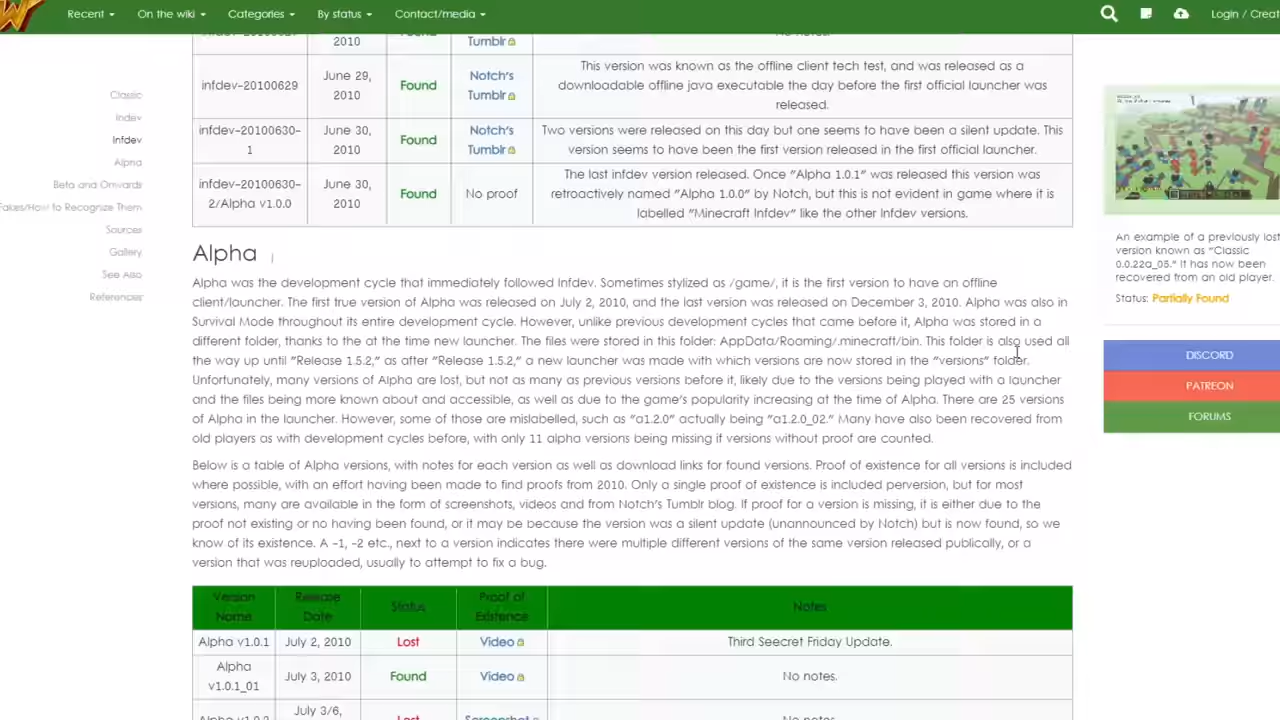 Recent
On the wiki
Categories
By status
Contact/media
Login / Creat
2010
Tumblr
infdev-20100629
June 29,
2010
Found
Notch's
Tumblr
This version was known as the offline client tech test, and was released as a
downloadable offline java executable the day before the first official launcher was
released.
infdev-20100630-
1
June 30,
2010
Found
Notch's
Tumblr
Two versions were released on this day but one seems to have been a silent update. This
version seems to have been the first version released in the first official launcher.
infdev-20100630-
2/Alpha v1.0.0
June 30,
2010
Found
No proof
The last infdev version released. Once "Alpha 1.0.1" was released this version was
retroactively named "Alpha 1.0.0" by Notch, but this is not evident in game where it is
labelled "Minecraft Infdev" like the other Infdev versions.
Classic
Indev
Infdev
Alpha
Beta and Onwards
Fakes/How to Recognize Them
Sources
Gallery
See Also
References
Alpha
Alpha was the development cycle that immediately followed Infdev. Sometimes stylized as /game/, it is the first version to have an offline
client/launcher. The first true version of Alpha was released on July 2, 2010, and the last version was released on December 3, 2010. Alpha was also in
Survival Mode throughout its entire development cycle. However, unlike previous development cycles that came before it, Alpha was stored in a
different folder, thanks to the at the time new launcher. The files were stored in this folder: AppData/Roaming/.minecraft/bin. This folder is also used all
the way up until "Release 1.5.2," as after "Release 1.5.2," a new launcher was made with which versions are now stored in the "versions" folder.
Unfortunately, many versions of Alpha are lost, but not as many as previous versions before it, likely due to the versions being played with a launcher
and the files being more known about and accessible, as well as due to the game's popularity increasing at the time of Alpha. There are 25 versions
of Alpha in the launcher. However, some of those are mislabelled, such as "a1.2.0" actually being "a1.2.0_02." Many have also been recovered from
old players as with development cycles before, with only 11 alpha versions being missing if versions without proof are counted.
Below is a table of Alpha versions, with notes for each version as well as download links for found versions. Proof of existence for all versions is included
where possible, with an effort having been made to find proofs from 2010. Only a single proof of existence is included perversion, but for most
versions, many are available in the form of screenshots, videos and from Notch's Tumblr blog. If proof for a version is missing, it is either due to the
proof not existing or no having been found, or it may be because the version was a silent update (unannounced by Notch) but is now found, so we
know of its existence. A -1, -2 etc., next to a version indicates there were multiple different versions of the same version released publically, or a
version that was reuploaded, usually to attempt to fix a bug.
Version
Name
Release
Date
Status
Proof of
Existence
Notes
Alpha v1.0.1
July 2, 2010
Lost
Video
Third Seecret Friday Update.
Alpha
v1.0.1_01
July 3, 2010
Found
Video
No notes.
July 3/6,
An example of a previously lost
version known as "Classic
0.0.22a_05." It has now been
recovered from an old player.
Status: Partially Found
DISCORD
PATREON
FORUMS